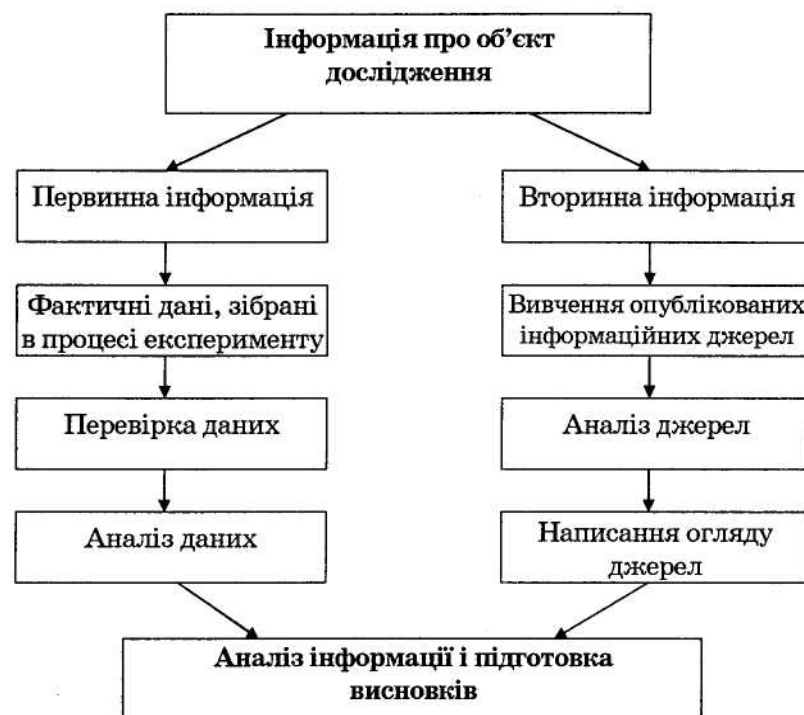 Інформація про об’єкт
дослідження
Первинна інформація
Вторинна інформація
Фактичні дані, зібрані
в процесі експерименту
Вивчення опублікованих
інформаційних джерел
Перевірка даних
Аналіз джерел
Аналіз даних
Написання огляду
джерел
Аналіз інформації і підготовка
висновків